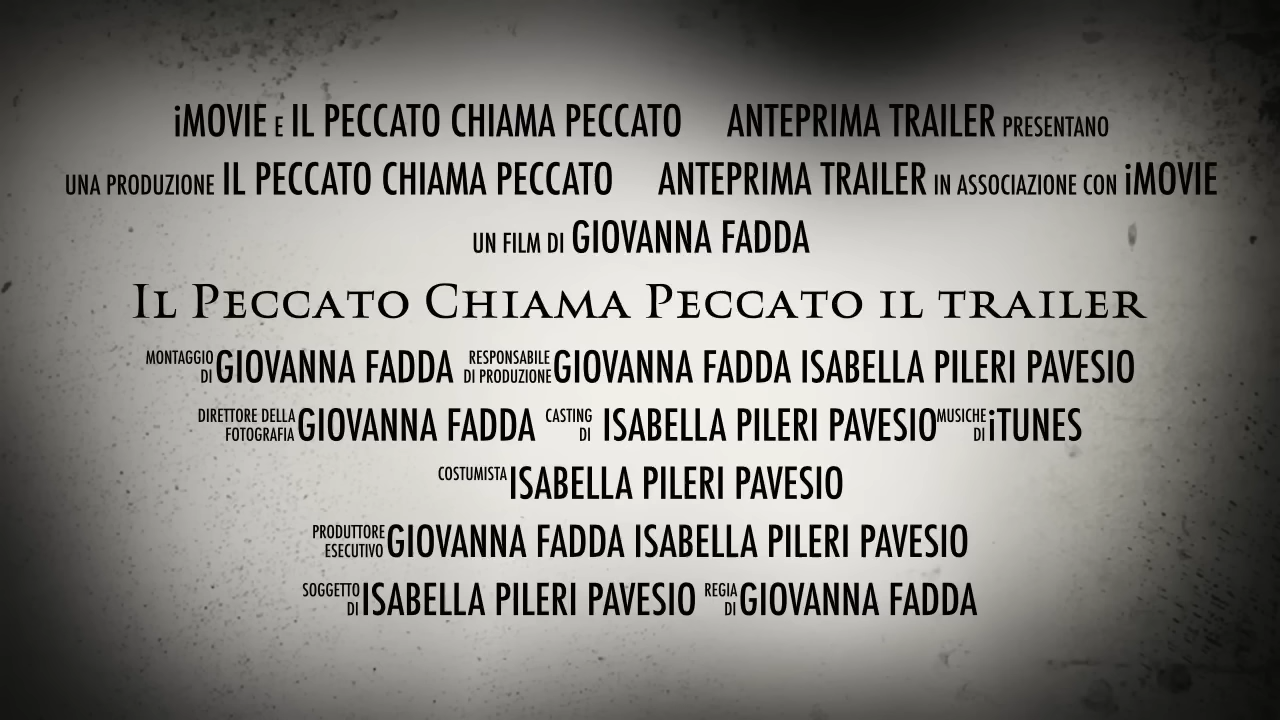 iMOVIE E IL PECCATO CHIAMA PECCATO ANTEPRIMA TRAILER PRESENTANO
UNA PRODUZIONE IL PECCATO CHIAMA PECCATO ANTEPRIMA TRAILER IN ASSOCIAZIONE CON iMOVIE
UN FILM DI GIOVANNA FADDA
IL PECCATO CHIAMA PECCATO IL TRAILER
MONTAGGIO DI GIOVANNA FADDA RESPONSABILE DI PRODUZIONE GIOVANNA FADDA ISABELLA PILERI PAVESIO
DIRETTORE DELLA FOTOGRAFIA GIOVANNA FADDA CASTING DI ISABELLA PILERI PAVESIO MUSICHE DI iTUNES
COSTUMISTA ISABELLA PILERI PAVESIO
PRODUTTORE ESECUTIVO GIOVANNA FADDA ISABELLA PILERI PAVESIO
SOGGETTO DI ISABELLA PILERI PAVESIO REGIA DI GIOVANNA FADDA